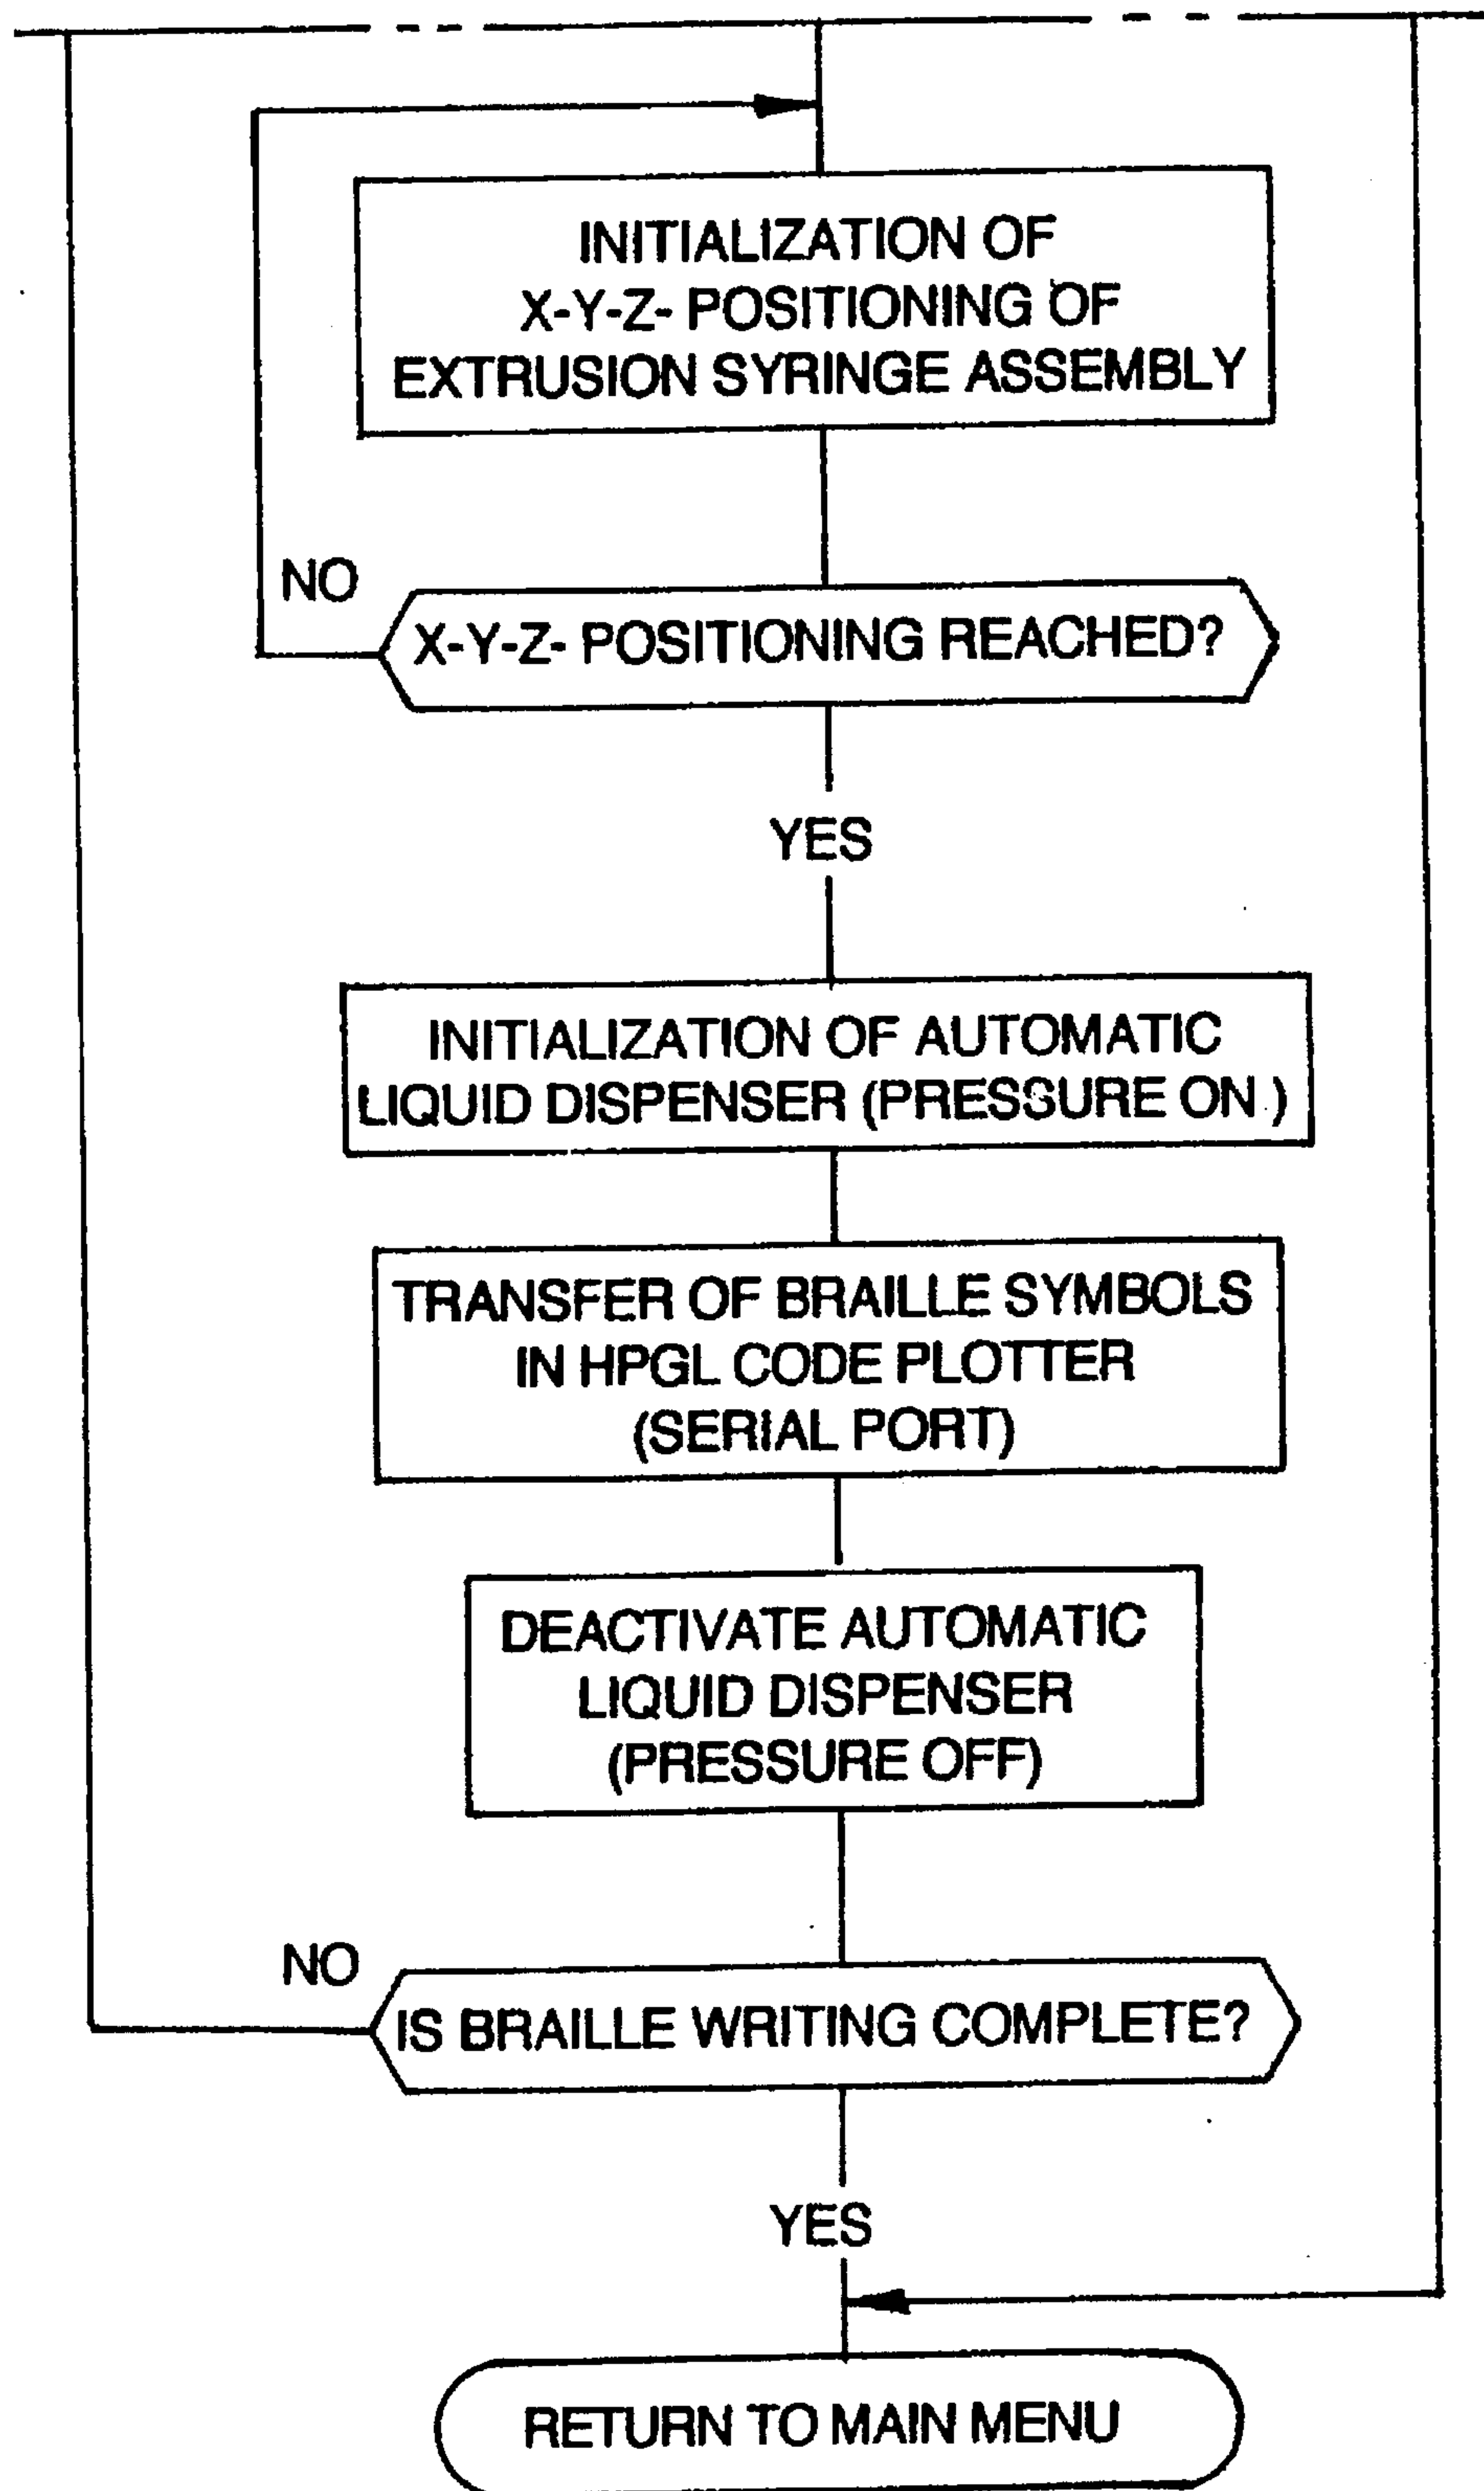 INITIALIZATION OF
X-Y-Z- POSITIONING OF
EXTRUSION SYRINGE ASSEMBLY
NO
X-Y-Z- POSITIONING REACHED?
YES
INITIALIZATION OF AUTOMATIC
LIQUID DISPENSER (PRESSURE ON.)
TRANSFER OF BRAILLE SYMBOLS
IN HPGL CODE PLOTTER
(SERIAL PORT)
DEACTIVATE AUTOMATIC
LIQUID DISPENSER
(PRESSURE OFF)
NO
IS BRAILLE WRITING COMPLETE?
YES
RETURN TO MAIN MENU